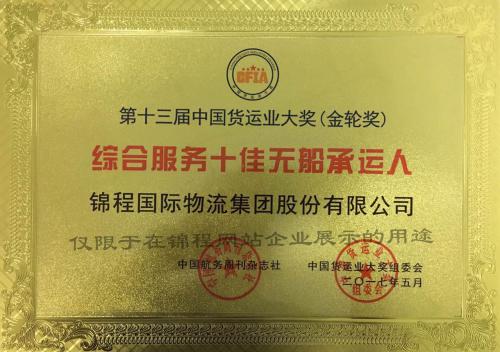 CFIA
第十三届中国货运业大奖(金轮奖)
综合服务十佳无船承运人
锦程国际物流集团股份有限公司
仅限于在锦程网站企业展示的用途
中国航务周刊杂志社 中国货运业大奖组委会
二〇一七年五月
组委会